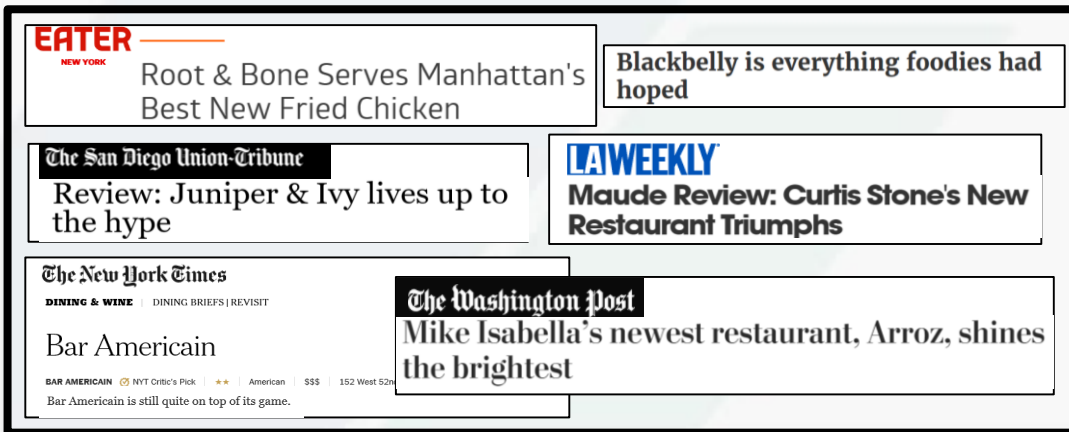 EATER
NEW YORK
Root & Bone Serves Manhattan's
Best New Fried Chicken
Blackbelly is everything foodies had
hoped
The San Diego Union-Tribune
Review: Juniper & Ivy lives up to
the hype
LA WEEKLY
Maude Review: Curtis Stone's New
Restaurant Triumphs
The New York Times
DINING & WINE | DINING BRIEFS | REVISIT
Bar Americain
BAR AMERICAIN NYT Critic's Pick ★★ American $$$ 152 West 52n
Bar Americain is still quite on top of its game.
The Washington Post
Mike Isabella's newest restaurant, Arroz, shines
the brightest